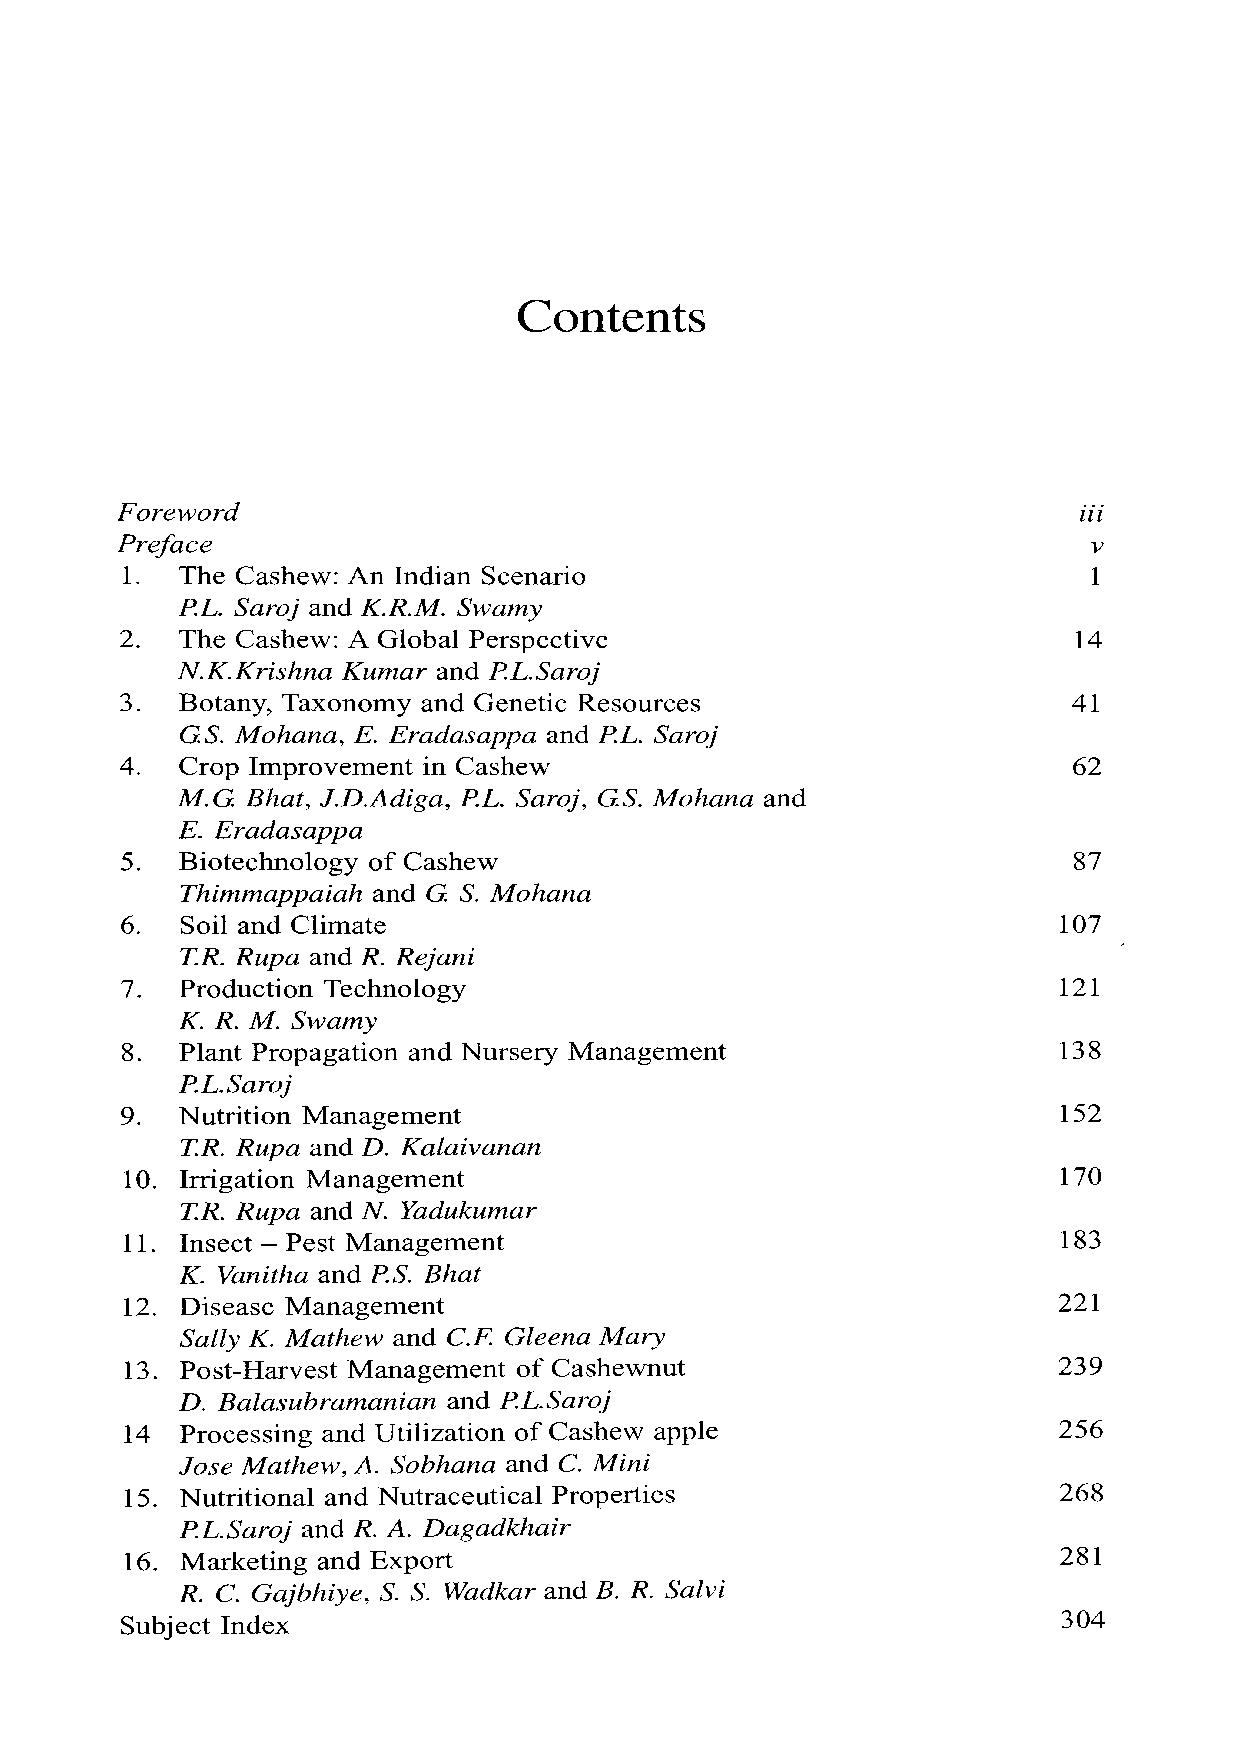 Contents
Foreword iii
Preface v
1. The Cashew: An Indian Scenario 1
P.L. Saroj and K.R.M. Swamy
2. The Cashew: A Global Perspective 14
N.K.Krishna Kumar and P.L.Saroj
3. Botany, Taxonomy and Genetic Resources 41
G.S. Mohana, E. Eradasappa and P.L. Saroj
4. Crop Improvement in Cashew 62
M.G. Bhat, J.D.Adiga, P.L. Saroj, G.S. Mohana and
E. Eradasappa
5. Biotechnology of Cashew 87
Thimmappaiah and G. S. Mohana
6. Soil and Climate 107
T.R. Rupa and R. Rejani
7. Production Technology 121
K. R. M. Swamy
8. Plant Propagation and Nursery Management 138
P.L.Saroj
9. Nutrition Management 152
T.R. Rupa and D. Kalaivanan
10. Irrigation Management 170
T.R. Rupa and N. Yadukumar
11. Insect – Pest Management 183
K. Vanitha and P.S. Bhat
12. Disease Management 221
Sally K. Mathew and C.F. Gleena Mary
13. Post-Harvest Management of Cashewnut 239
D. Balasubramanian and P.L.Saroj
14 Processing and Utilization of Cashew apple 256
Jose Mathew, A. Sobhana and C. Mini
15. Nutritional and Nutraceutical Properties 268
P.L.Saroj and R. A. Dagadkhair
16. Marketing and Export 281
R. C. Gajbhiye, S. S. Wadkar and B. R. Salvi
Subject Index 304